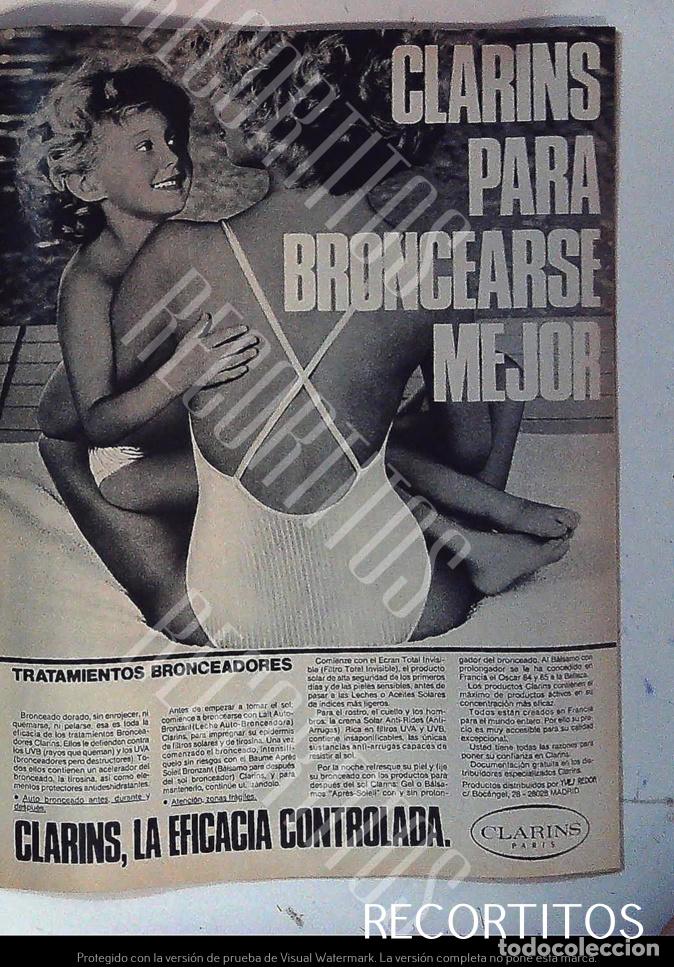 CLARINS
PARA
BRONCEARSE
MEJOR
TRATAMIENTOS BRONCEADORES
Bronceado dorado, sin enrojecer, ni
quemarse, ni pelarse, esa es toda la
eficacia de los tratamientos Broncea-
dores Clarins. Ellos le defienden contra
los UVB (rayos que queman) y los UVA
(bronceadores pero destructores). To-
dos ellos contienen un acelerador del
bronceado, la tirosina, así como ele-
mentos protectores antideshidratantes.
• Auto bronceado antes, durante y
después.
Antes de empezar a tomar el sol,
comience a broncearse con Lait Auto-
Bronzant (Leche Auto-Bronceadora)
Clarins, para impregnar su epidermis
de filtros solares y de tirosina. Una vez
comenzado el bronceado, intensifí-
quelo sin riesgos con el Baume Après
Soleil Bronzant (Bálsamo para después
del sol bronceador) Clarins, y para
mantenerlo, continúe utilizándolo.
• Atención, zonas frágiles.
Comience con el Ecran Total Invisi-
ble (Filtro Total Invisible), el producto
solar de alta seguridad de los primeros
días y de las pieles sensibles, antes de
pasar a las Leches o Aceites Solares
de índices más ligeros.
Para el rostro, el cuello y los hom-
bros: la crema Solar Anti-Rides (Anti-
Arrugas) Rica en filtros UVA y UVB,
contiene insaponificables, las únicas
sustancias anti-arrugas capaces de
resistir al sol.
Por la noche refresque su piel y fije
su bronceado con los productos para
después del sol Clarins: Gel o Bálsa-
mos "Après-Soleil" con y sin prolon-
gador del bronceado. Al Bálsamo con
prolongador se le ha concedido en
Francia el Oscar 84 y 85 a la Belleza.
Los productos Clarins contienen el
máximo de productos activos en su
concentración más eficaz.
Todos están creados en Francia
para el mundo entero. Por ello su pre-
cio es muy accesible para su calidad
excepcional.
Usted tiene todas las razones para
poner su confianza en Clarins.
Documentación gratuita en los dis-
tribuidores especializados Clarins.
Productos distribuidos por YVES REDOR
c/ Bocángel, 26 - 28028 MADRID
CLARINS, LA EFICACIA CONTROLADA.
CLARINS
PARIS
RECORTITOS
RECORTITOS
RECORTITOS
RECORTITOS
todocoleccion
Protegido con la versión de prueba de Visual Watermark. La versión completa no pone esta marca.